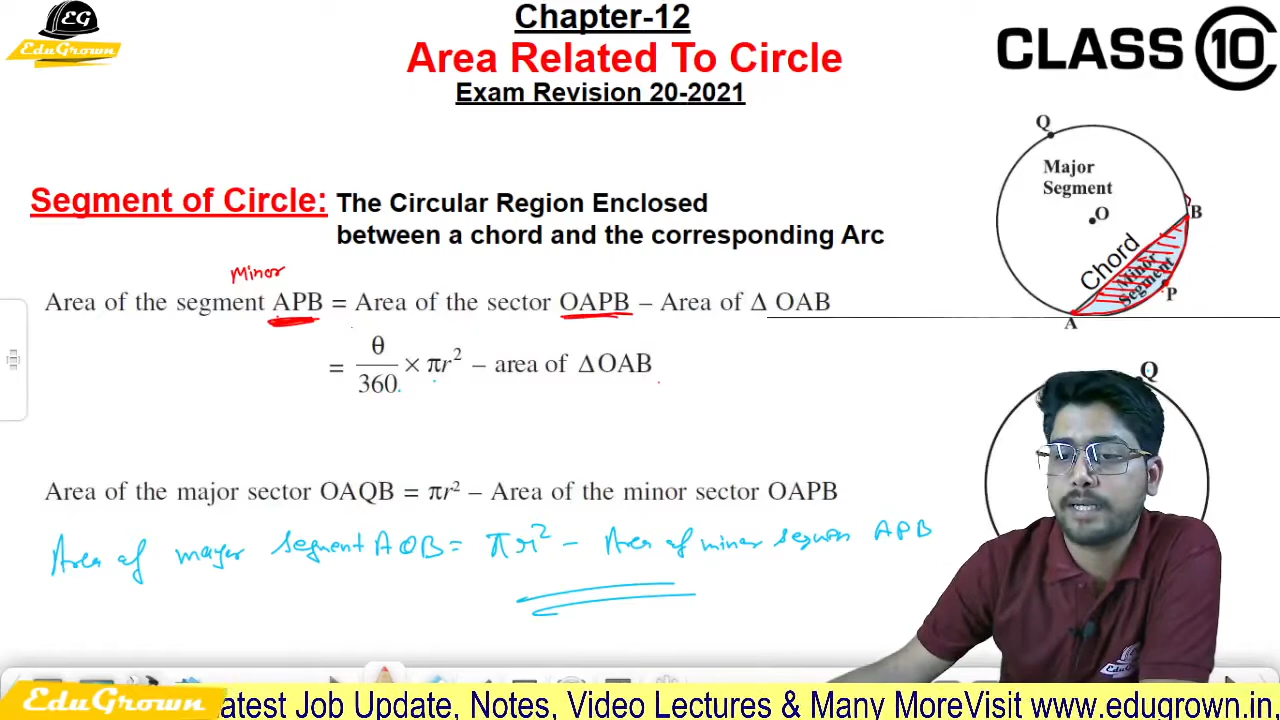 EG
EduGrown
Chapter-12
Area Related To Circle
Exam Revision 20-2021
CLASS 10
Segment of Circle: The Circular Region Enclosed
between a chord and the corresponding Arc
Minor
Area of the segment APB = Area of the sector OAPB – Area of Δ OAB
= θ/360 × πr² – area of ΔOAB
Area of the major sector OAQB = πr² – Area of the minor sector OAPB
Area of major segment AQB = πr² – Area of minor segmen APB
Q
Major
Segment
O
B
Chord
Minor
Segment
P
A
Q
EduGrown
atest Job Update, Notes, Video Lectures & Many MoreVisit www.edugrown.in